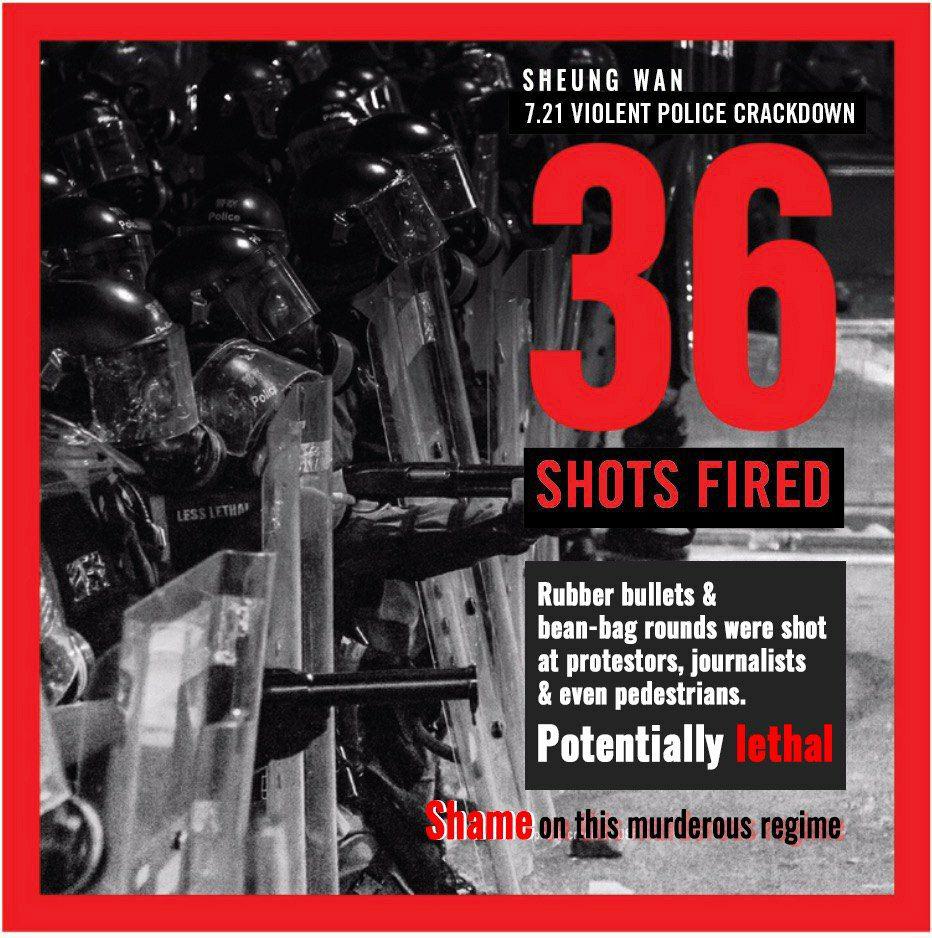 SHEUNG WAN
7.21 VIOLENT POLICE CRACKDOWN
36
SHOTS FIRED
Police
Police
LESS LETHAL
Rubber bullets &
bean-bag rounds were shot
at protestors, journalists
& even pedestrians.
Potentially lethal
Shame on this murderous regime